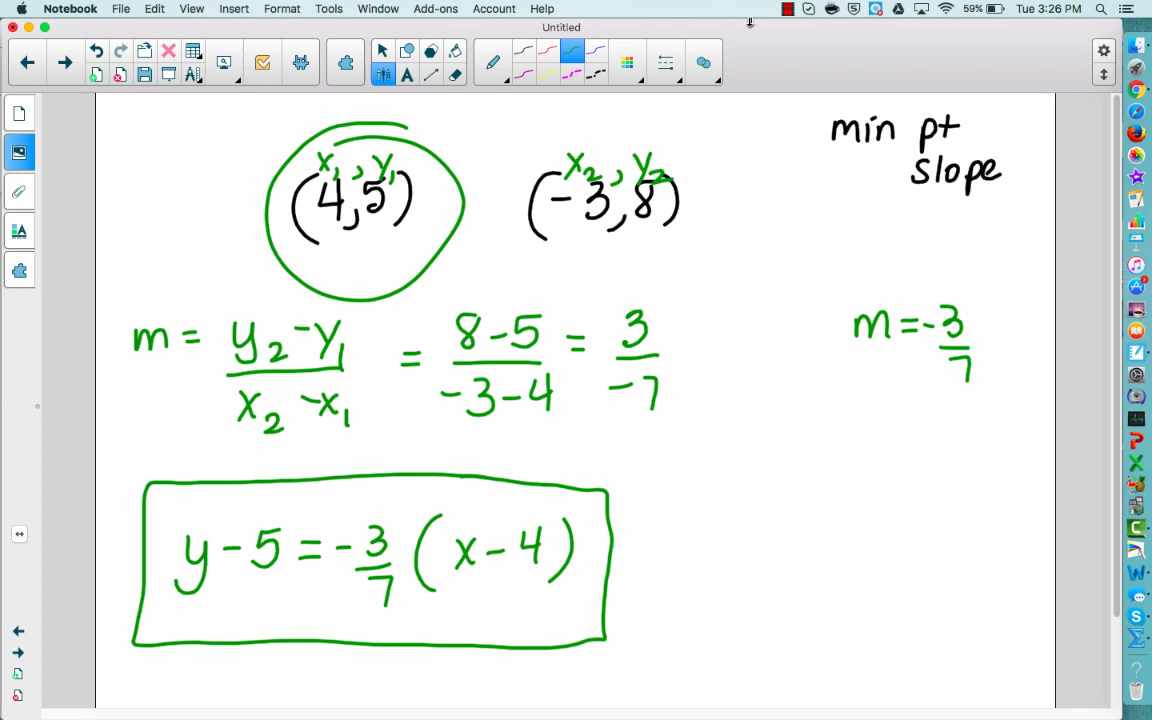 Notebook File Edit View Insert Format Tools Window Add-ons Account Help 59% Tue 3:26 PM
Untitled
min pt
slope
x₁, y₁ x₂, y₂
(4,5) (-3,8)
m = y₂-y₁/x₂-x₁ = 8-5/-3-4 = 3/-7
m = -3/7
y-5 = -3/7 (x-4)